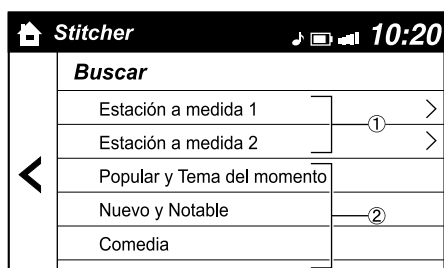 Stitcher 10:20
Buscar
Estación a medida 1
①
Estación a medida 2
Popular y Tema del momento
Nuevo y Notable
②
Comedia